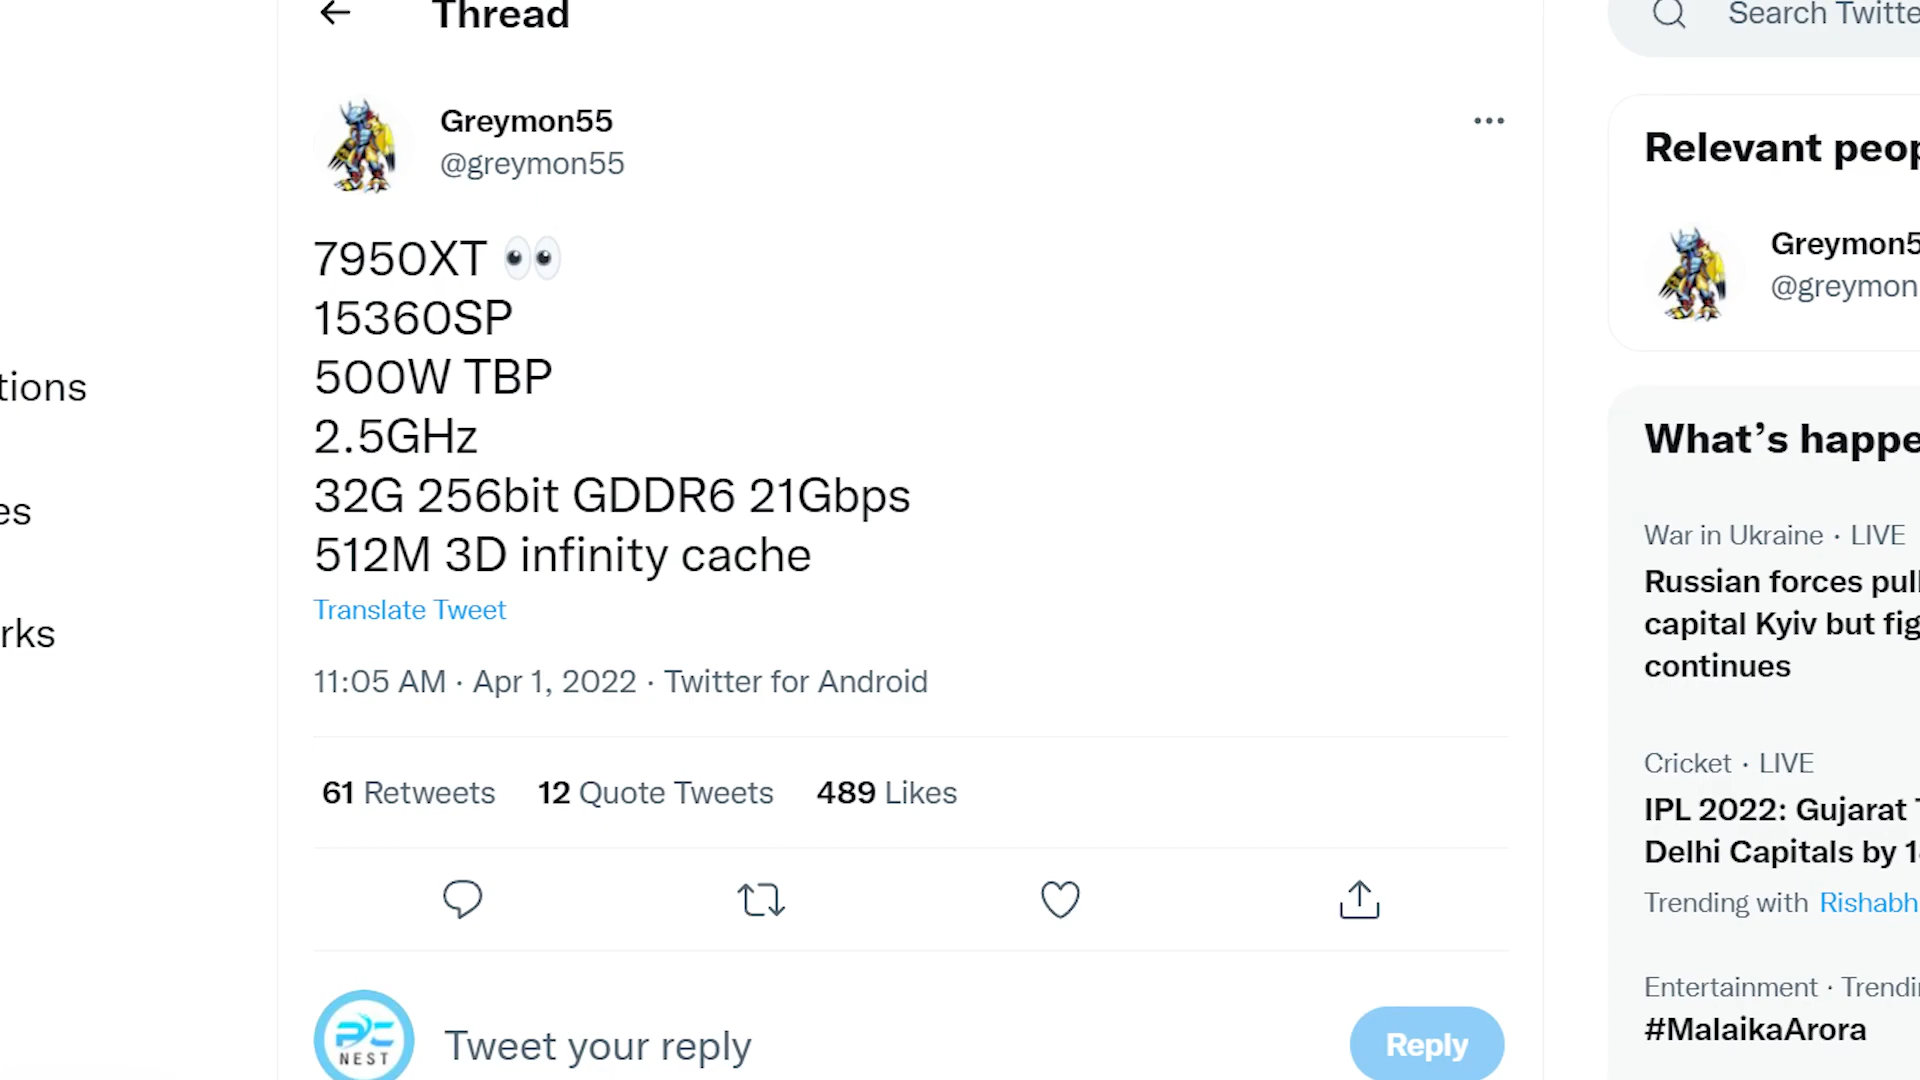 Thread
Search Twitte
Greymon55
@greymon55
7950XT 👀
15360SP
500W TBP
2.5GHz
32G 256bit GDDR6 21Gbps
512M 3D infinity cache
Translate Tweet
11:05 AM · Apr 1, 2022 · Twitter for Android
61 Retweets 12 Quote Tweets 489 Likes
PC
NEST
Tweet your reply
Reply
tions
es
rks
Relevant peop
Greymon5
@greymon
What's happe
War in Ukraine · LIVE
Russian forces pull
capital Kyiv but fig
continues
Cricket · LIVE
IPL 2022: Gujarat T
Delhi Capitals by 1
Trending with Rishabh
Entertainment · Trendin
#MalaikaArora